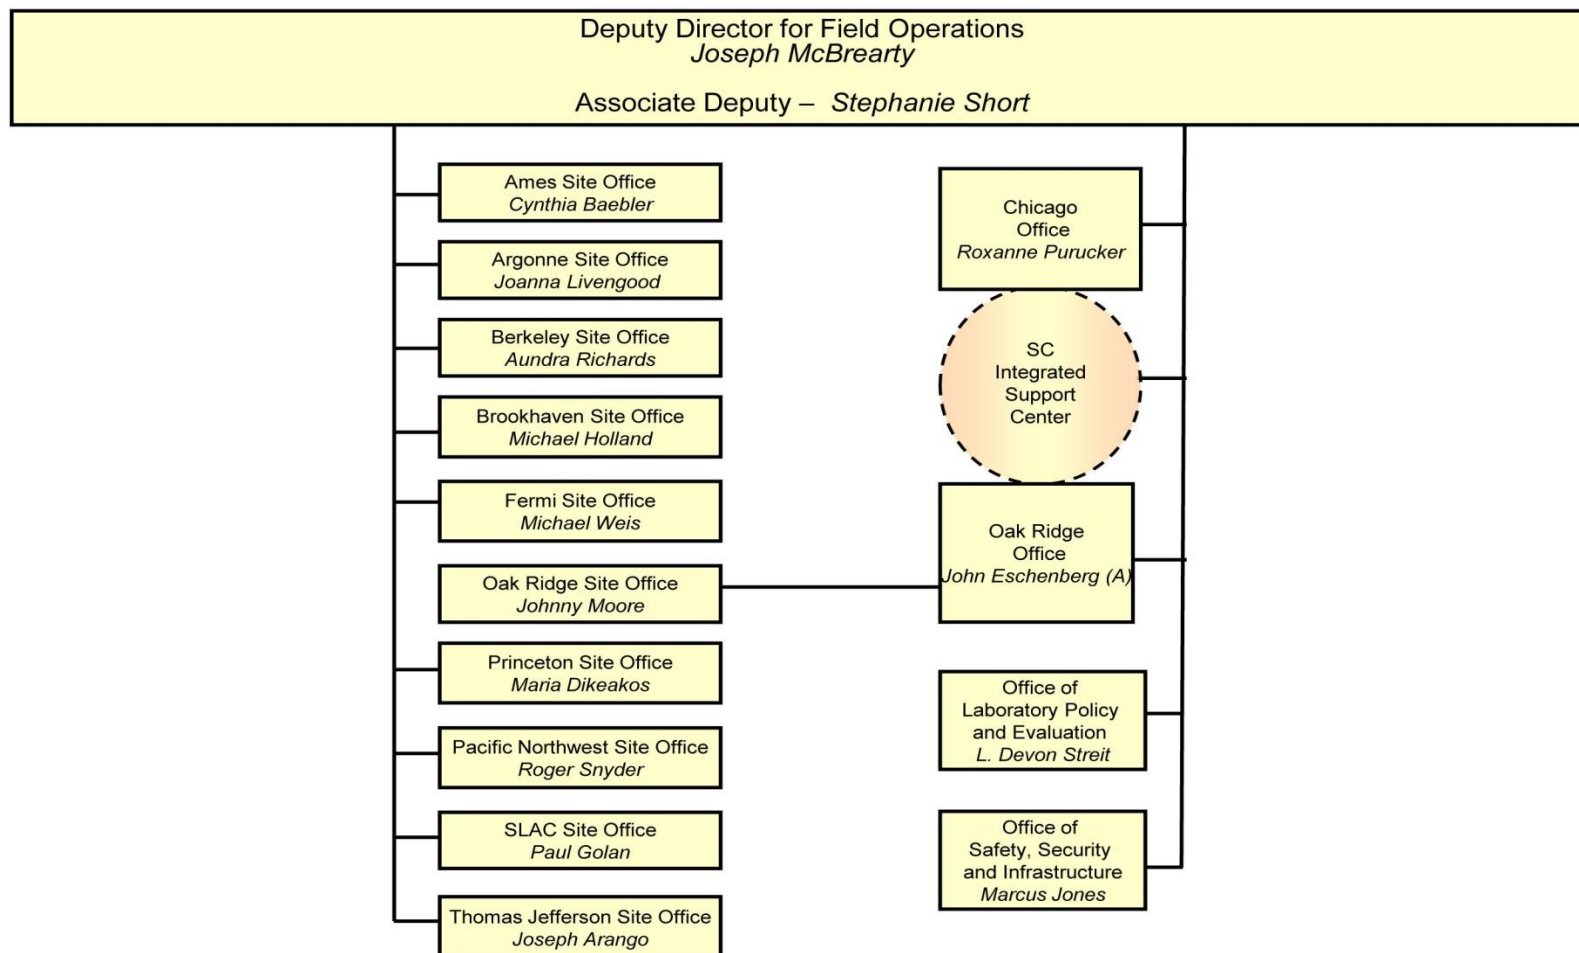 Deputy Director for Field Operations
Joseph McBrearty
Associate Deputy – Stephanie Short
Ames Site Office
Cynthia Baebler
Argonne Site Office
Joanna Livengood
Berkeley Site Office
Aundra Richards
Brookhaven Site Office
Michael Holland
Fermi Site Office
Michael Weis
Oak Ridge Site Office
Johnny Moore
Princeton Site Office
Maria Dikeakos
Pacific Northwest Site Office
Roger Snyder
SLAC Site Office
Paul Golan
Thomas Jefferson Site Office
Joseph Arango
Chicago
Office
Roxanne Purucker
SC
Integrated
Support
Center
Oak Ridge
Office
John Eschenberg (A)
Office of
Laboratory Policy
and Evaluation
L. Devon Streit
Office of
Safety, Security
and Infrastructure
Marcus Jones